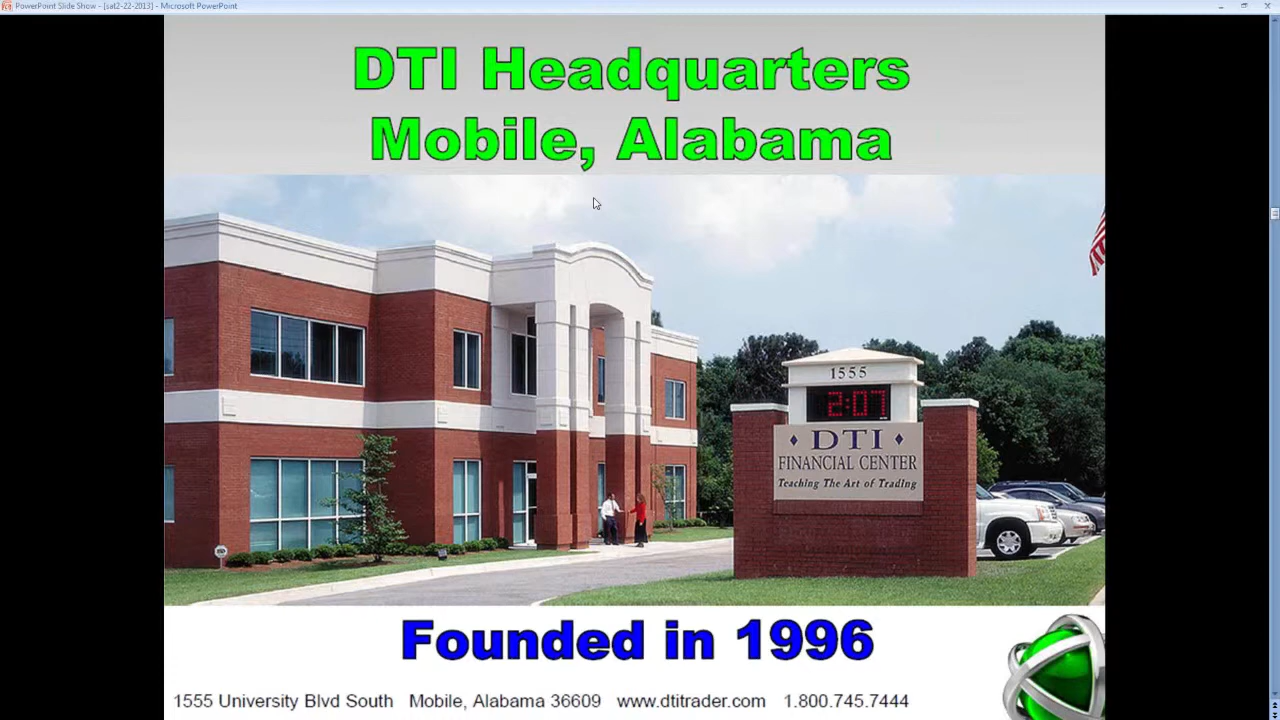 PowerPoint Slide Show - [sat2-22-2013] - Microsoft PowerPoint
DTI Headquarters
Mobile, Alabama
1555
2:07
DTI
FINANCIAL CENTER
Teaching The Art of Trading
Founded in 1996
1555 University Blvd South Mobile, Alabama 36609 www.dtitrader.com 1.800.745.7444